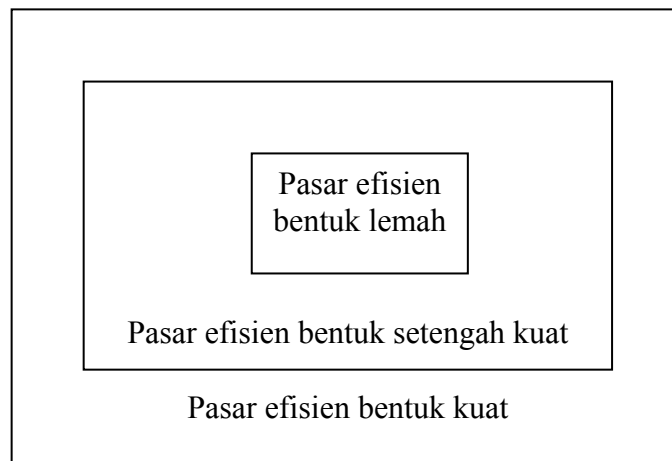 Pasar efisien
bentuk lemah
Pasar efisien bentuk setengah kuat
Pasar efisien bentuk kuat